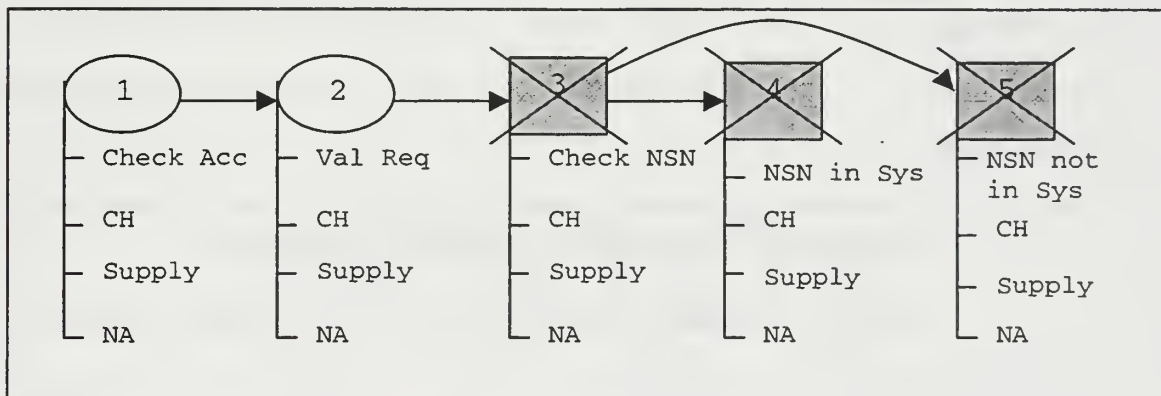 1
2
3
4
5
Check Acc
Val Req
Check NSN
NSN in Sys
NSN not
in Sys
CH
CH
CH
CH
CH
Supply
Supply
Supply
Supply
Supply
NA
NA
NA
NA
NA